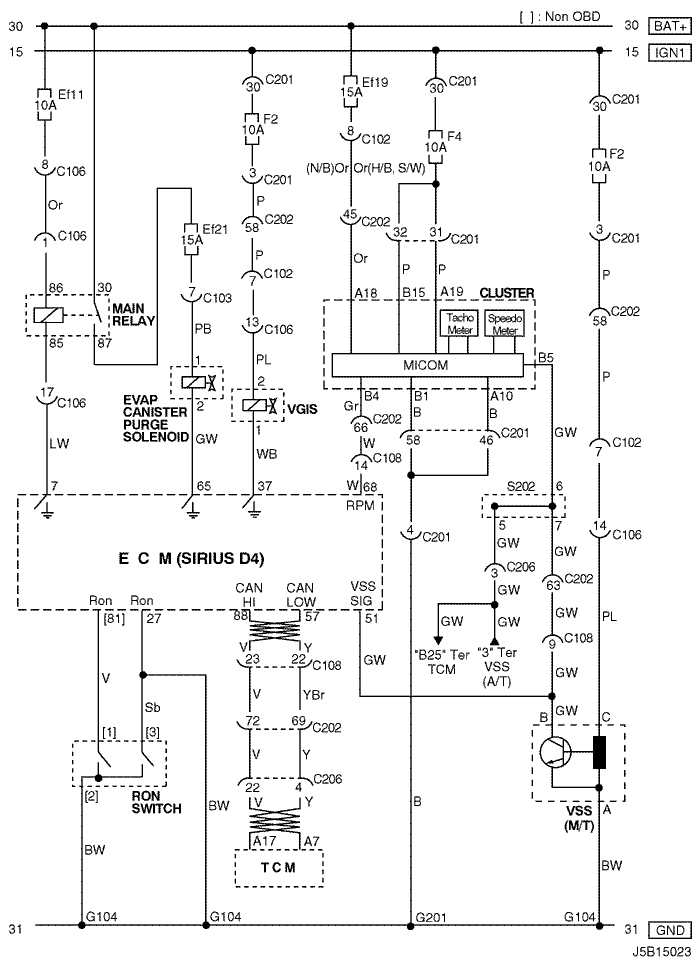 [ ] : Non OBD
30 30 BAT+
15 15 IGN1
Ef11
10A
30 C201
Ef19
15A
30 C201
30 C201
F2
10A
8 C102
F4
10A
F2
10A
8 C106
3 C201
(N/B)Or Or(H/B, S/W)
Or
P
45 C202
58 C202
32 31 C201
3 C201
1 C106
Ef21
15A
P
Or
P P
P
7 C102
86 30
7 C103
A18 B15 A19 CLUSTER
MAIN
RELAY
13 C106
58 C202
Tacho
Meter
Speedo
Meter
85 87
PB
PL
MICOM
B5
P
1
2
17 C106
EVAP
CANISTER
PURGE
SOLENOID
2
VGIS
1
B4 B1 A10
Gr B B
66 C202
58 46 C201
GW
7 C102
LW
GW
WB
W
14 C108
7 65 37
W 68
RPM
S202 6
5 7
E C M (SIRIUS D4)
4 C201
GW GW
14 C106
3 C206
63 C202
Ron Ron
CAN
HI
CAN
LOW
VSS
SIG
[81] 27 88 57 51
GW GW
PL
V Y
GW
"B25" Ter
TCM
GW
"3" Ter
VSS
(A/T)
9 C108
23 22 C108
GW
GW
V
V YBr
Sb
72 69 C202
GW
B C
[1] [3]
V Y
22 4 C206
[2]
RON
SWITCH
V Y
BW
B
VSS
(M/T)
A
A17 A7
BW
TCM
BW
G104 G104 G201 G104
31 31 GND
J5B15023